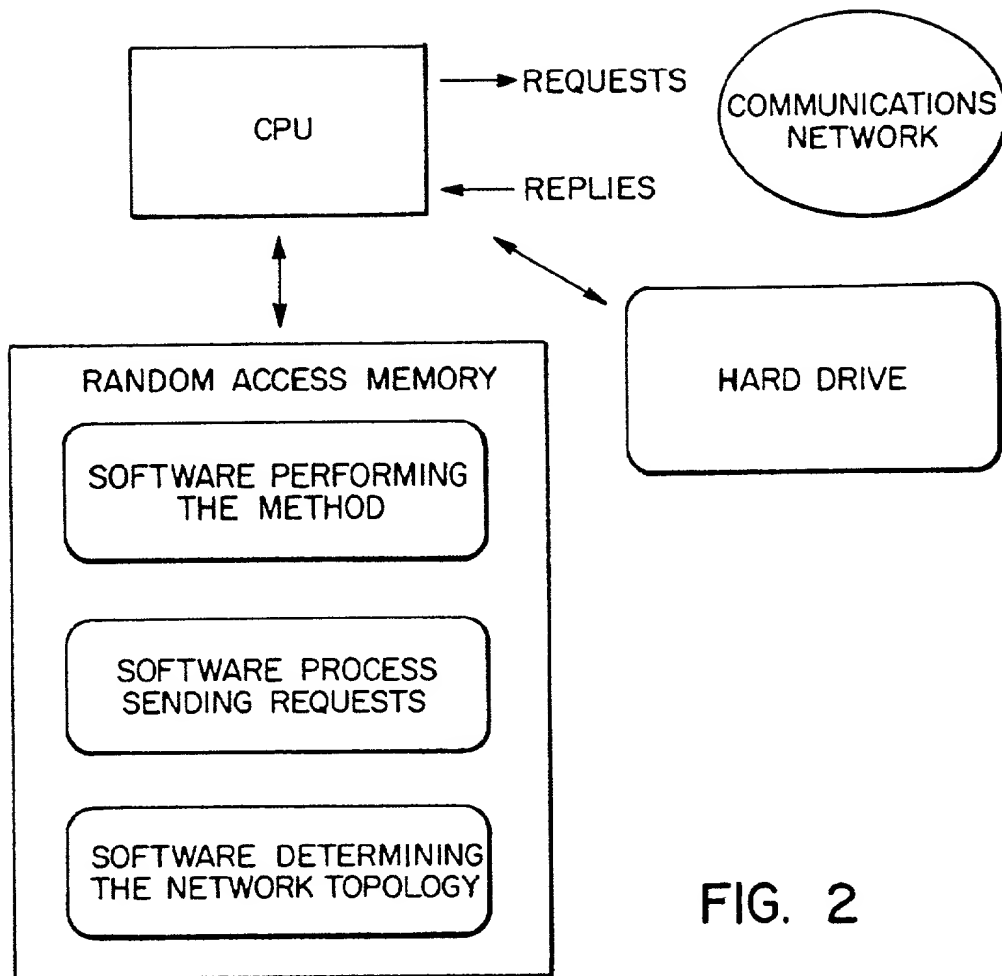 CPU
REQUESTS
REPLIES
COMMUNICATIONS
NETWORK
HARD DRIVE
RANDOM ACCESS MEMORY
SOFTWARE PERFORMING
THE METHOD
SOFTWARE PROCESS
SENDING REQUESTS
SOFTWARE DETERMINING
THE NETWORK TOPOLOGY
FIG. 2